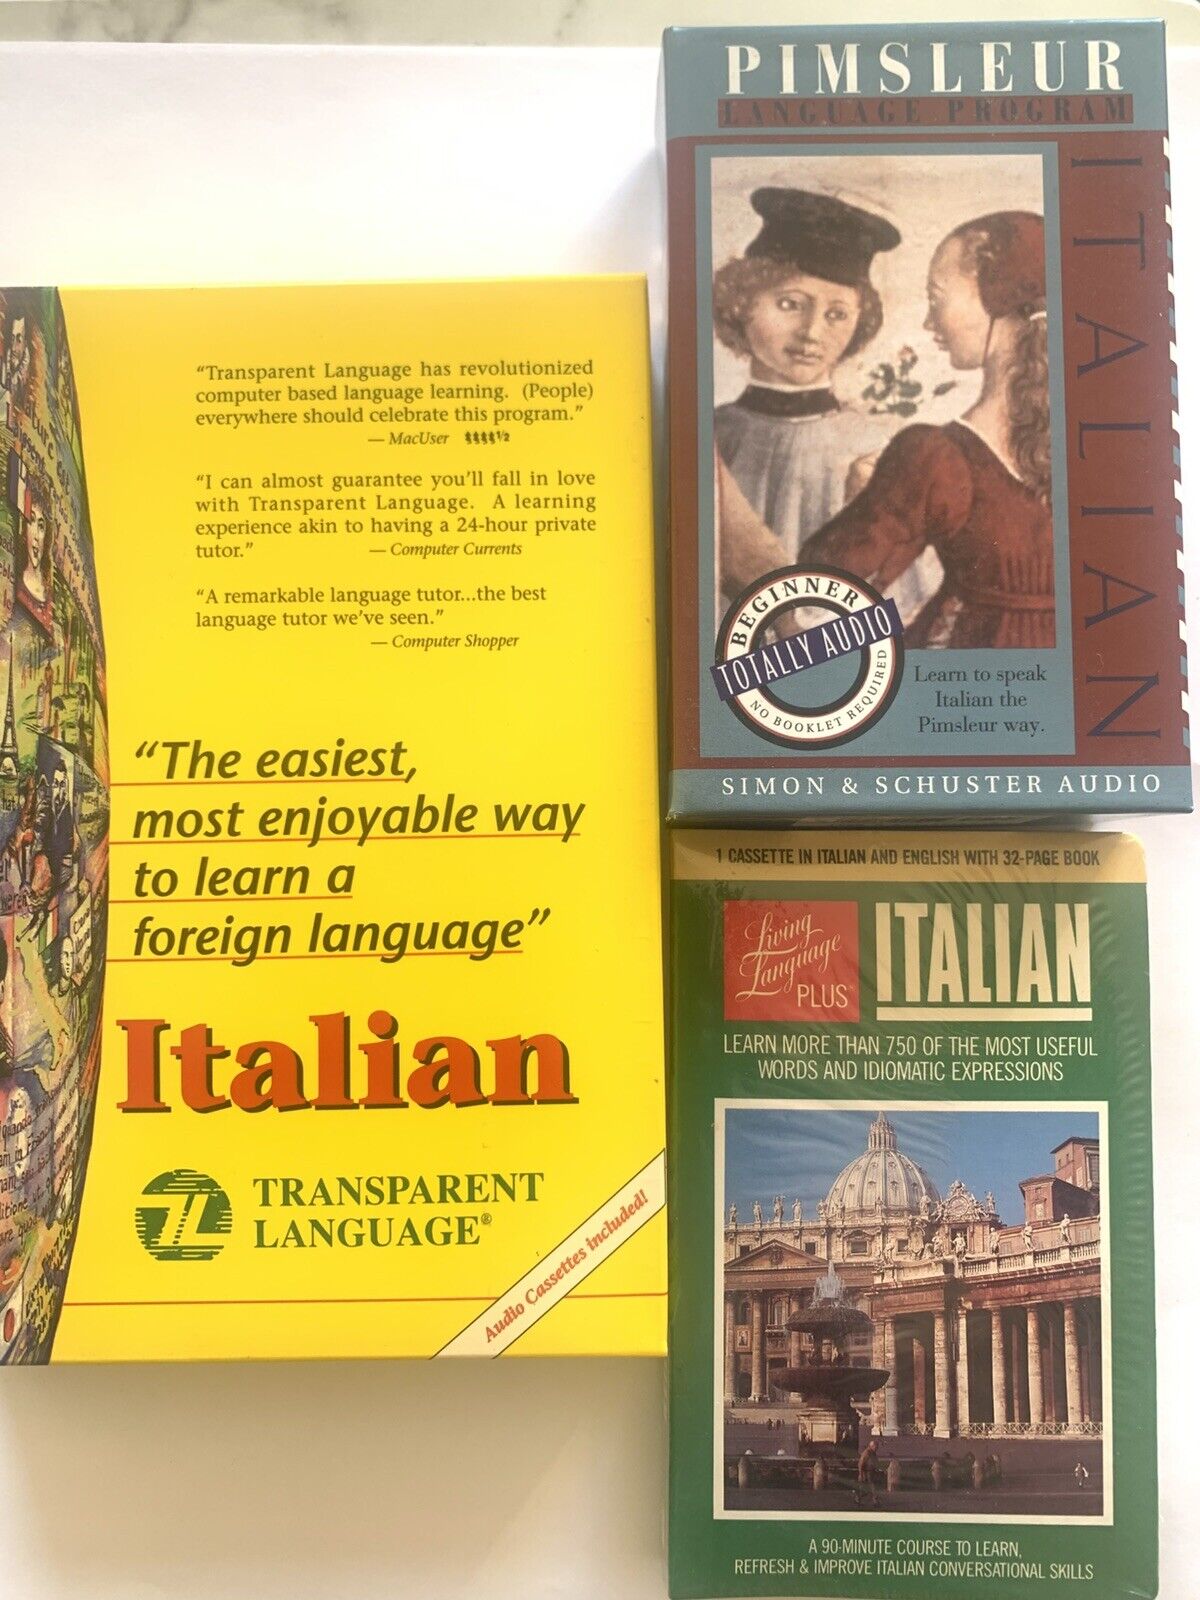 "Transparent Language has revolutionized
computer based language learning. (People)
everywhere should celebrate this program."
— MacUser
"I can almost guarantee you'll fall in love
with Transparent Language. A learning
experience akin to having a 24-hour private
tutor." — Computer Currents
"A remarkable language tutor...the best
language tutor we've seen."
— Computer Shopper
"The easiest,
most enjoyable way
to learn a
foreign language"
Italian
TRANSPARENT
LANGUAGE®
Audio Cassettes included!
PIMSLEUR
LANGUAGE PROGRAM
ITALIAN
BEGINNER
TOTALLY AUDIO
NO BOOKLET REQUIRED
Learn to speak
Italian the
Pimsleur way.
SIMON & SCHUSTER AUDIO
1 CASSETTE IN ITALIAN AND ENGLISH WITH 32-PAGE BOOK
Living
Language
PLUS®
ITALIAN
LEARN MORE THAN 750 OF THE MOST USEFUL
WORDS AND IDIOMATIC EXPRESSIONS
A 90-MINUTE COURSE TO LEARN,
REFRESH & IMPROVE ITALIAN CONVERSATIONAL SKILLS